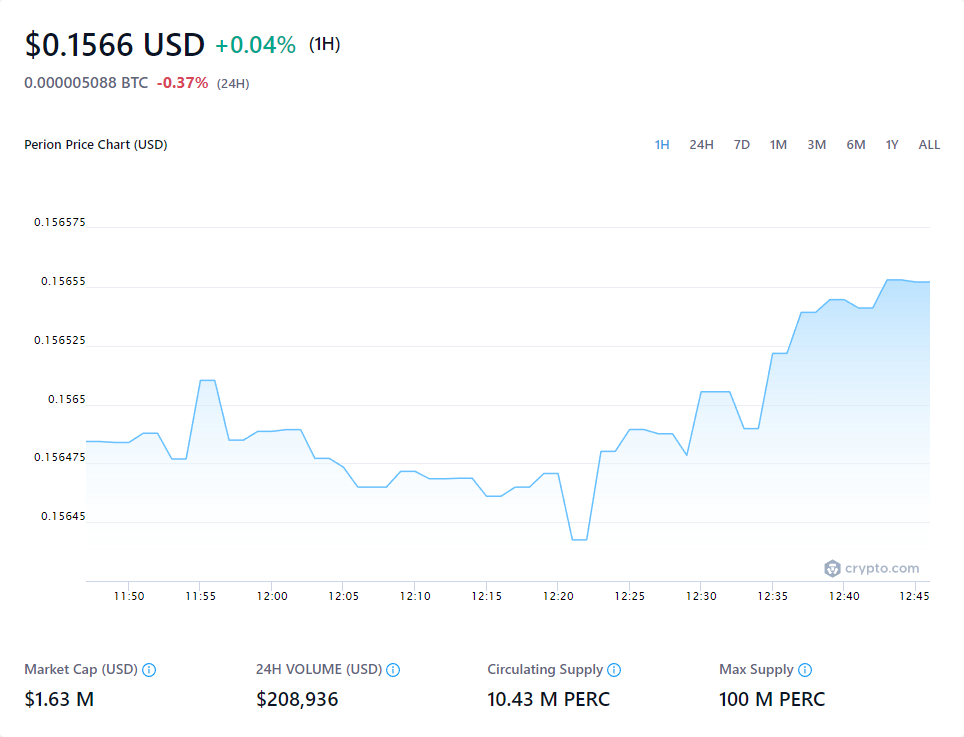 $0.1566 USD +0.04% (1H)
0.000005088 BTC -0.37% (24H)
Perion Price Chart (USD) 1H 24H 7D 1M 3M 6M 1Y ALL
0.156575
0.15655
0.156525
0.1565
0.156475
0.15645
crypto.com
11:50 11:55 12:00 12:05 12:10 12:15 12:20 12:25 12:30 12:35 12:40 12:45
Market Cap (USD) 24H VOLUME (USD) Circulating Supply Max Supply
$1.63 M $208,936 10.43 M PERC 100 M PERC